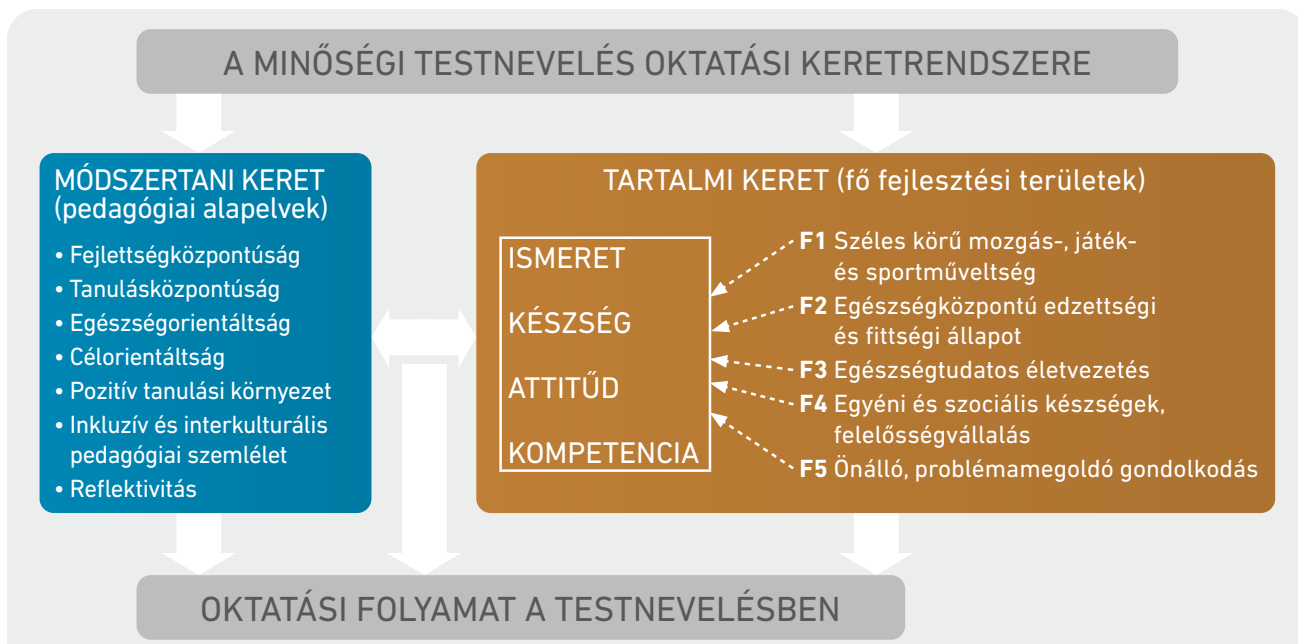 A MINŐSÉGI TESTNEVELÉS OKTATÁSI KERETRENDSZERE
MÓDSZERTANI KERET
(pedagógiai alapelvek)
• Fejlettségközpontúság
• Tanulásközpontúság
• Egészségorientáltság
• Célorientáltság
• Pozitív tanulási környezet
• Inkluzív és interkulturális
pedagógiai szemlélet
• Reflektivitás
TARTALMI KERET (fő fejlesztési területek)
ISMERET
KÉSZSÉG
ATTITŰD
KOMPETENCIA
F1 Széles körű mozgás-, játék-
és sportműveltség
F2 Egészségközpontú edzettségi
és fittségi állapot
F3 Egészségtudatos életvezetés
F4 Egyéni és szociális készségek,
felelősségvállalás
F5 Önálló, problémamegoldó gondolkodás
OKTATÁSI FOLYAMAT A TESTNEVELÉSBEN